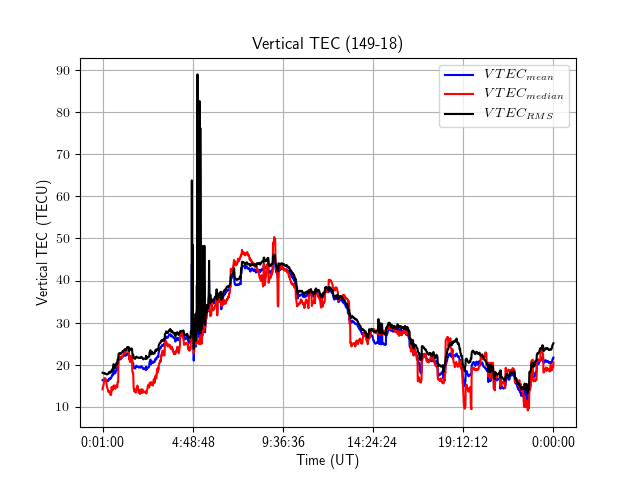 Vertical TEC (149-18)
VTEC_mean
VTEC_median
VTEC_RMS
Vertical TEC (TECU)
90
80
70
60
50
40
30
20
10
0:01:00 4:48:48 9:36:36 14:24:24 19:12:12 0:00:00
Time (UT)